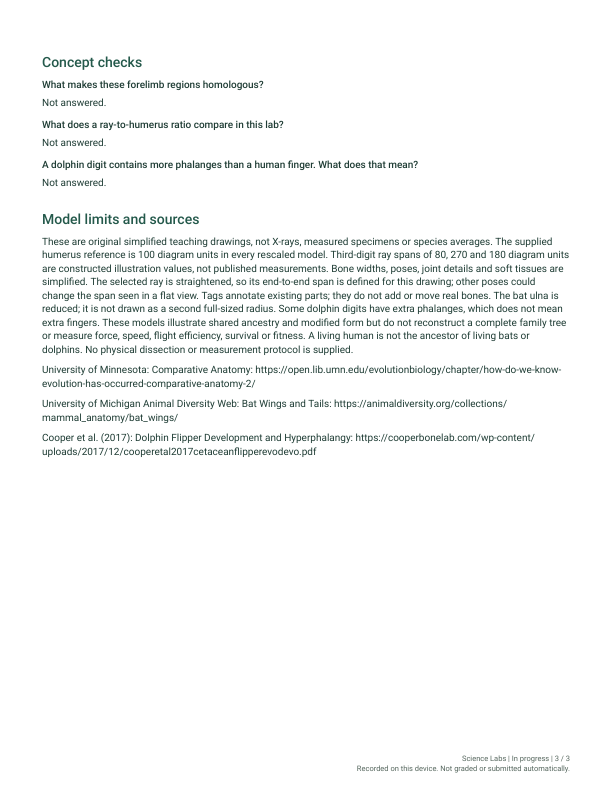 Concept checks
What makes these forelimb regions homologous?
Not answered.
What does a ray-to-humerus ratio compare in this lab?
Not answered.
A dolphin digit contains more phalanges than a human finger. What does that mean?
Not answered.
Model limits and sources
These are original simplified teaching drawings, not X-rays, measured specimens or species averages. The supplied
humerus reference is 100 diagram units in every rescaled model. Third-digit ray spans of 80, 270 and 180 diagram units
are constructed illustration values, not published measurements. Bone widths, poses, joint details and soft tissues are
simplified. The selected ray is straightened, so its end-to-end span is defined for this drawing; other poses could
change the span seen in a flat view. Tags annotate existing parts; they do not add or move real bones. The bat ulna is
reduced; it is not drawn as a second full-sized radius. Some dolphin digits have extra phalanges, which does not mean
extra fingers. These models illustrate shared ancestry and modified form but do not reconstruct a complete family tree
or measure force, speed, flight efficiency, survival or fitness. A living human is not the ancestor of living bats or
dolphins. No physical dissection or measurement protocol is supplied.
University of Minnesota: Comparative Anatomy: https://open.lib.umn.edu/evolutionbiology/chapter/how-do-we-know-
evolution-has-occurred-comparative-anatomy-2/
University of Michigan Animal Diversity Web: Bat Wings and Tails: https://animaldiversity.org/collections/
mammal_anatomy/bat_wings/
Cooper et al. (2017): Dolphin Flipper Development and Hyperphalangy: https://cooperbonelab.com/wp-content/
uploads/2017/12/cooperetal2017cetaceanflipperevodevo.pdf
Science Labs | In progress | 3 / 3
Recorded on this device. Not graded or submitted automatically.